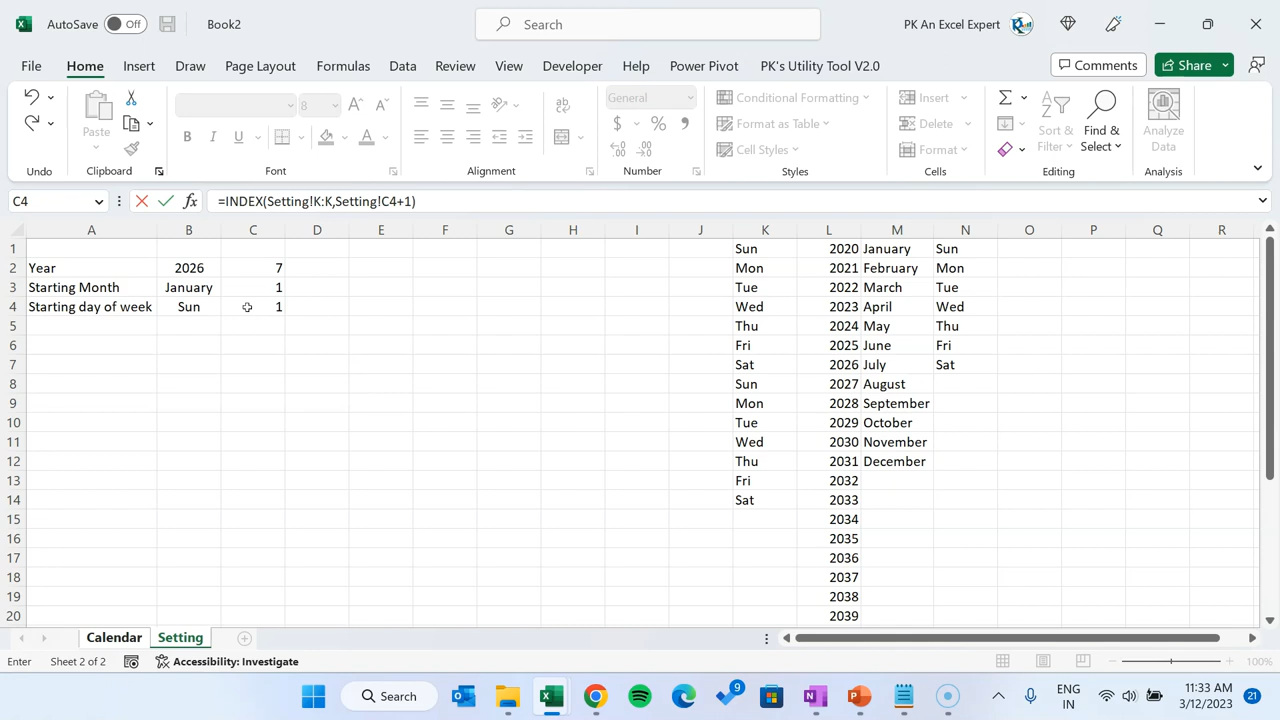 AutoSave Off Book2 Search PK An Excel Expert
File Home Insert Draw Page Layout Formulas Data Review View Developer Help Power Pivot PK's Utility Tool V2.0 Comments Share
8 General Conditional Formatting Insert
Paste Format as Table Delete Sort & Find & Analyze
B I U A $ % Cell Styles Format Filter Select Data
Undo Clipboard Font Alignment Number Styles Cells Editing Analysis
C4 fx =INDEX(Setting!K:K,Setting!C4+1)
A B C D E F G H I J K L M N O P Q R
1 Sun 2020 January Sun
2 Year 2026 7 Mon 2021 February Mon
3 Starting Month January 1 Tue 2022 March Tue
4 Starting day of week Sun 1 Wed 2023 April Wed
5 Thu 2024 May Thu
6 Fri 2025 June Fri
7 Sat 2026 July Sat
8 Sun 2027 August
9 Mon 2028 September
10 Tue 2029 October
11 Wed 2030 November
12 Thu 2031 December
13 Fri 2032
14 Sat 2033
15 2034
16 2035
17 2036
18 2037
19 2038
20 2039
Calendar Setting
Enter Sheet 2 of 2 Accessibility: Investigate 100%
Search 9 ENG IN 11:33 AM 3/12/2023 21